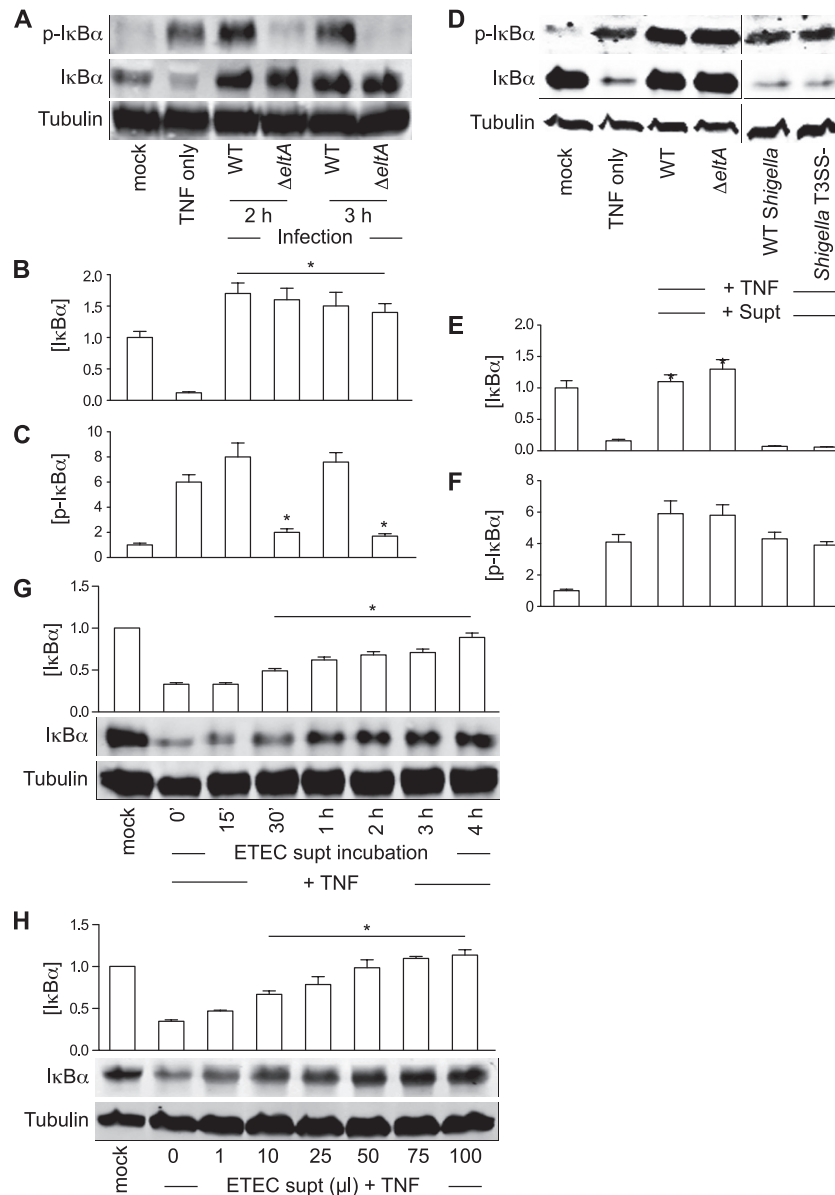 A
p-IκBα
IκBα
Tubulin
mock
TNF only
WT
ΔeltA
WT
ΔeltA
2 h
3 h
Infection
B
[IκBα]
2.0
1.5
1.0
0.5
0.0
*
C
[p-IκBα]
10
8
6
4
2
0
*
*
D
p-IκBα
IκBα
Tubulin
mock
TNF only
WT
ΔeltA
WT Shigella
Shigella T3SS-
+ TNF
+ Supt
E
[IκBα]
2.0
1.5
1.0
0.5
0.0
*
*
F
[p-IκBα]
8
6
4
2
0
G
[IκBα]
1.5
1.0
0.5
0.0
*
IκBα
Tubulin
mock
0'
15'
30'
1 h
2 h
3 h
4 h
ETEC supt incubation
+ TNF
H
[IκBα]
1.5
1.0
0.5
0.0
*
IκBα
Tubulin
mock
0
1
10
25
50
75
100
ETEC supt (µl) + TNF